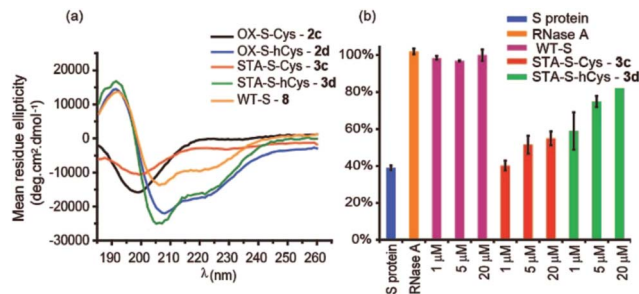 (a)
OX-S-Cys - 2c
OX-S-hCys - 2d
STA-S-Cys - 3c
STA-S-hCys - 3d
WT-S - 8
Mean residue ellipticity
(deg.cm².dmol-¹)
20000
15000
10000
5000
0
-10000
-20000
-30000
190 200 210 220 230 240 250 260
λ(nm)
(b)
S protein
RNase A
WT-S
STA-S-Cys - 3c
STA-S-hCys - 3d
100%
80%
60%
40%
20%
0%
S protein
RNase A
1 μM
5 μM
20 μM
1 μM
5 μM
20 μM
1 μM
5 μM
20 μM